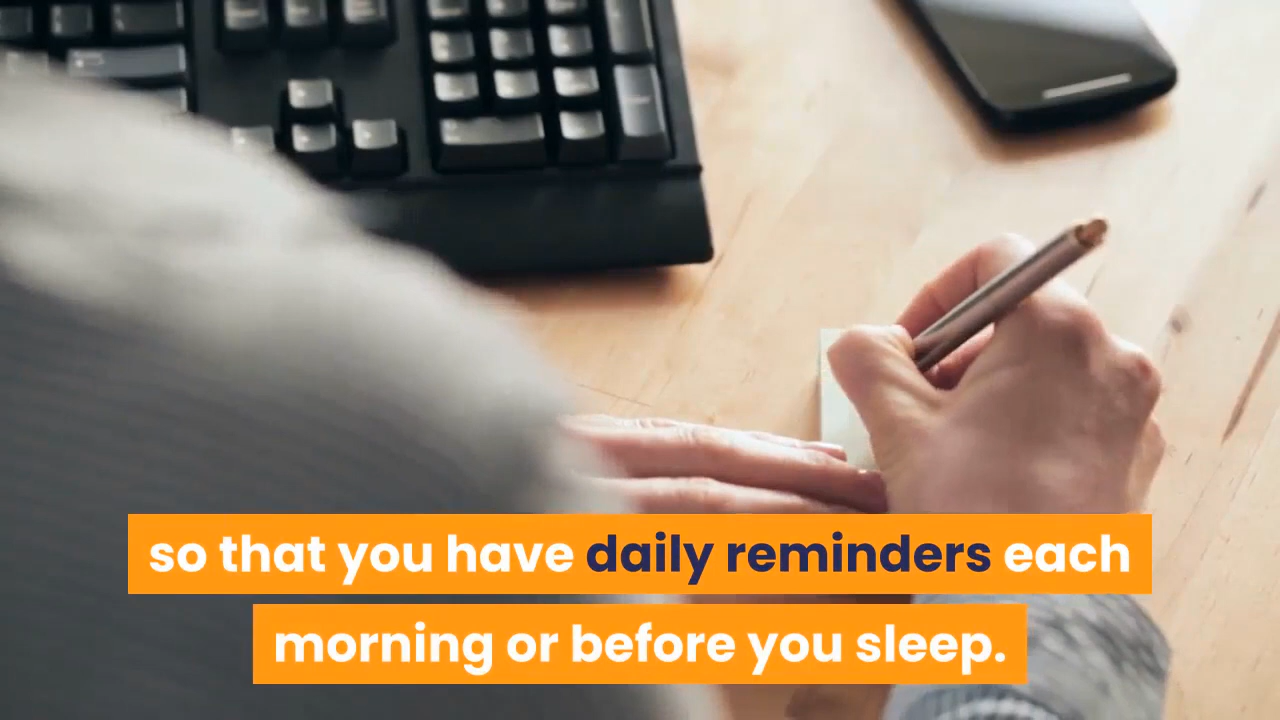 so that you have daily reminders each
morning or before you sleep.